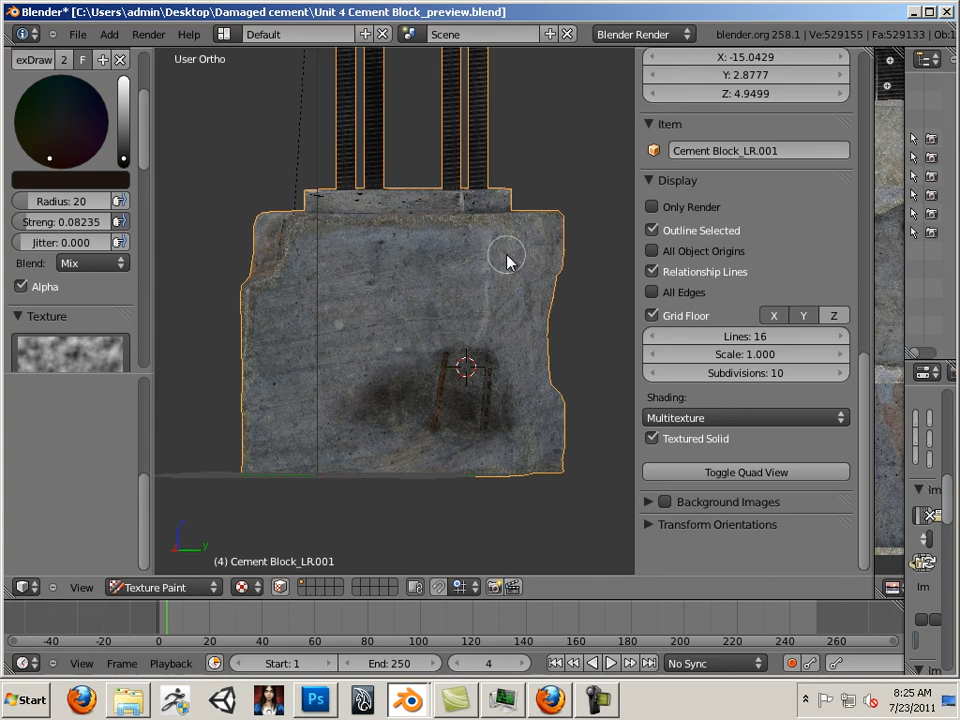 Blender* [C:\Users\admin\Desktop\Damaged cement\Unit 4 Cement Block_preview.blend]
File Add Render Help Default Scene Blender Render blender.org 258.1 | Ve:529155 | Fa:529133 | Ob:1
exDraw 2 F
User Ortho
X: -15.0429
Y: 2.8777
Z: 4.9499
Item
Cement Block_LR.001
Display
Radius: 20
Streng: 0.08235
Jitter: 0.000
Blend: Mix
Alpha
Texture
Only Render
Outline Selected
All Object Origins
Relationship Lines
All Edges
Grid Floor X Y Z
Lines: 16
Scale: 1.000
Subdivisions: 10
Shading:
Multitexture
Textured Solid
Toggle Quad View
Background Images
Transform Orientations
Im
Im
z
y
(4) Cement Block_LR.001
View Texture Paint
-40 -20 0 20 40 60 80 100 120 140 160 180 200 220 240 260
View Frame Playback Start: 1 End: 250 4 No Sync
Start Ps 8:25 AM
7/23/2011